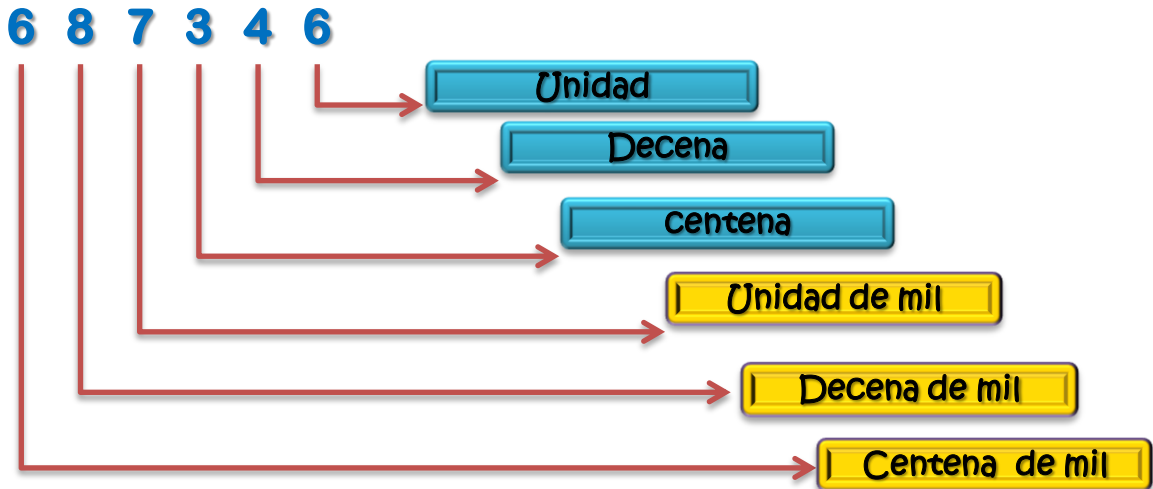 6 8 7 3 4 6
Unidad
Decena
centena
Unidad de mil
Decena de mil
Centena de mil